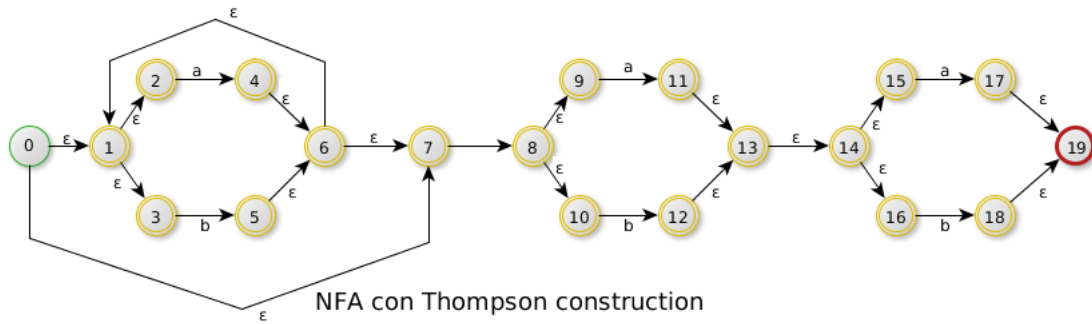 ε
2 a 4 9 a 11 15 a 17
ε ε ε ε ε ε
0 ε 1 6 ε 7 8 13 ε 14 19
ε ε ε ε ε ε
3 b 5 10 b 12 16 b 18
ε
NFA con Thompson construction